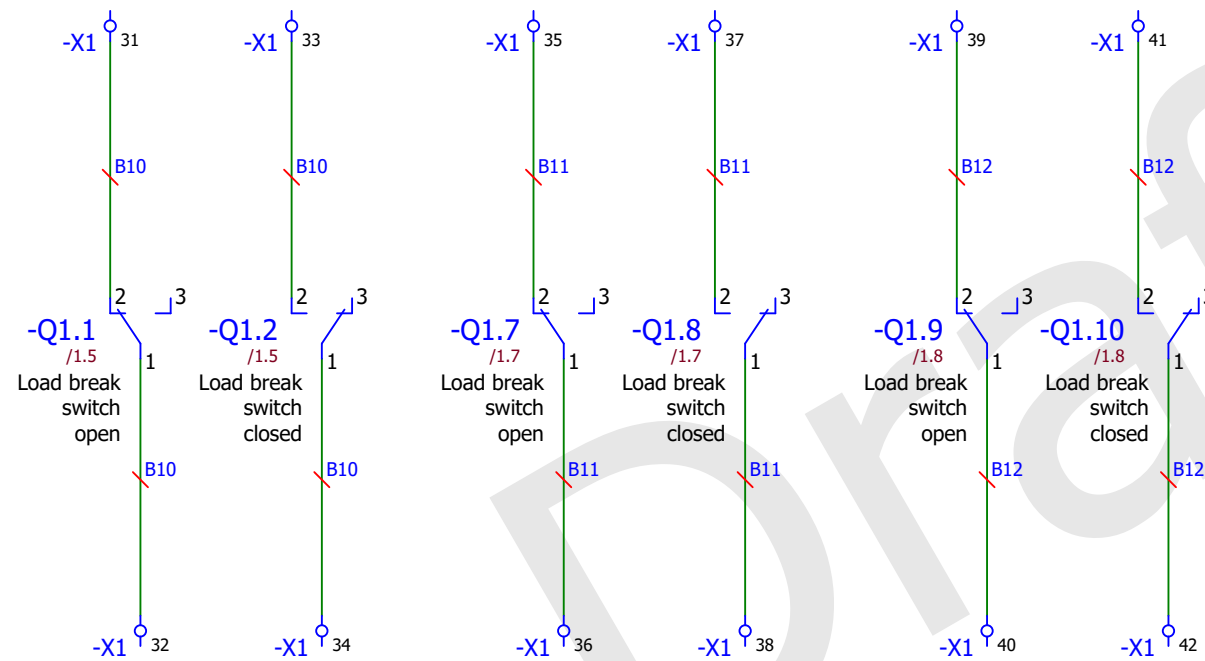 -X1 31 -X1 33 -X1 35 -X1 37 -X1 39 -X1 41
B10 B10 B11 B11 B12 B12
2 3 2 3 2 3 2 3 2 3 2
-Q1.1 -Q1.2 -Q1.7 -Q1.8 -Q1.9 -Q1.10
/1.5 1 /1.5 1 /1.7 1 /1.7 1 /1.8 1 /1.8 1
Load break Load break Load break Load break Load break Load break
switch switch switch switch switch switch
open closed open closed open closed
B10 B10 B11 B11 B12 B12
-X1 32 -X1 34 -X1 36 -X1 38 -X1 40 -X1 42